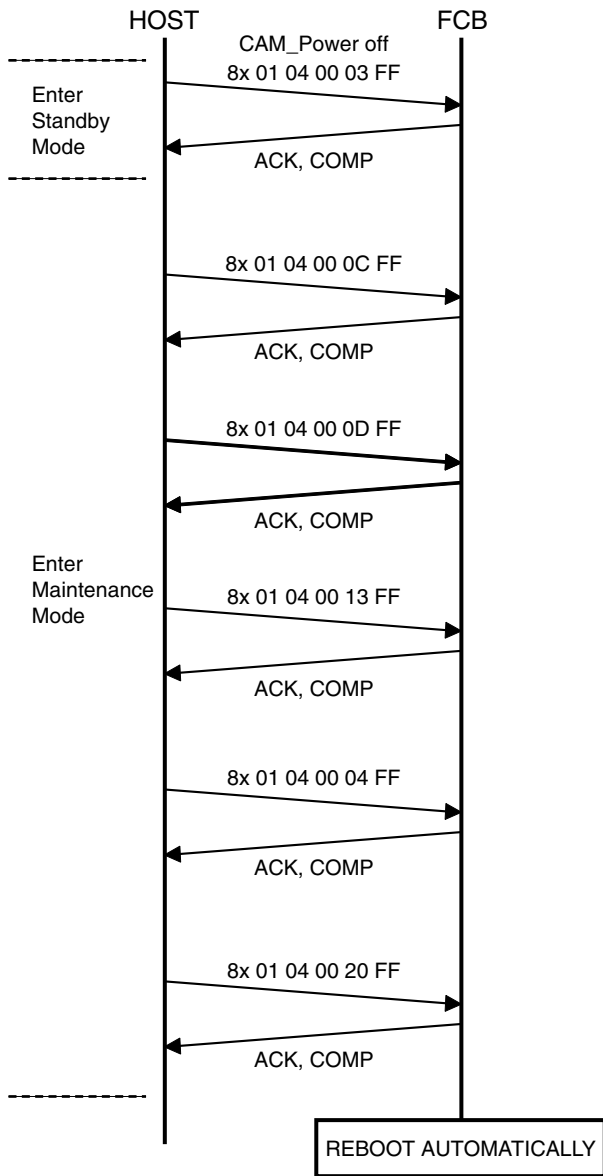 HOST
FCB
CAM_Power off
8x 01 04 00 03 FF
Enter
Standby
Mode
ACK, COMP
8x 01 04 00 0C FF
ACK, COMP
8x 01 04 00 0D FF
ACK, COMP
Enter
Maintenance
Mode
8x 01 04 00 13 FF
ACK, COMP
8x 01 04 00 04 FF
ACK, COMP
8x 01 04 00 20 FF
ACK, COMP
REBOOT AUTOMATICALLY